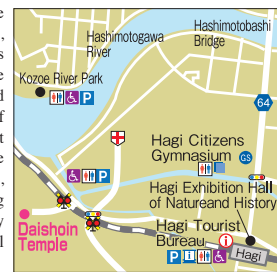 Hashimotogawa
River
Hashimotobashi
Bridge
Kozoe River Park
P
64
Hagi Citizens
Gymnasium
GS
P
Hagi Exhibition Hall
of Natureand History
Daishoin
Temple
Hagi Tourist
Bureau
i
P
i
Hagi